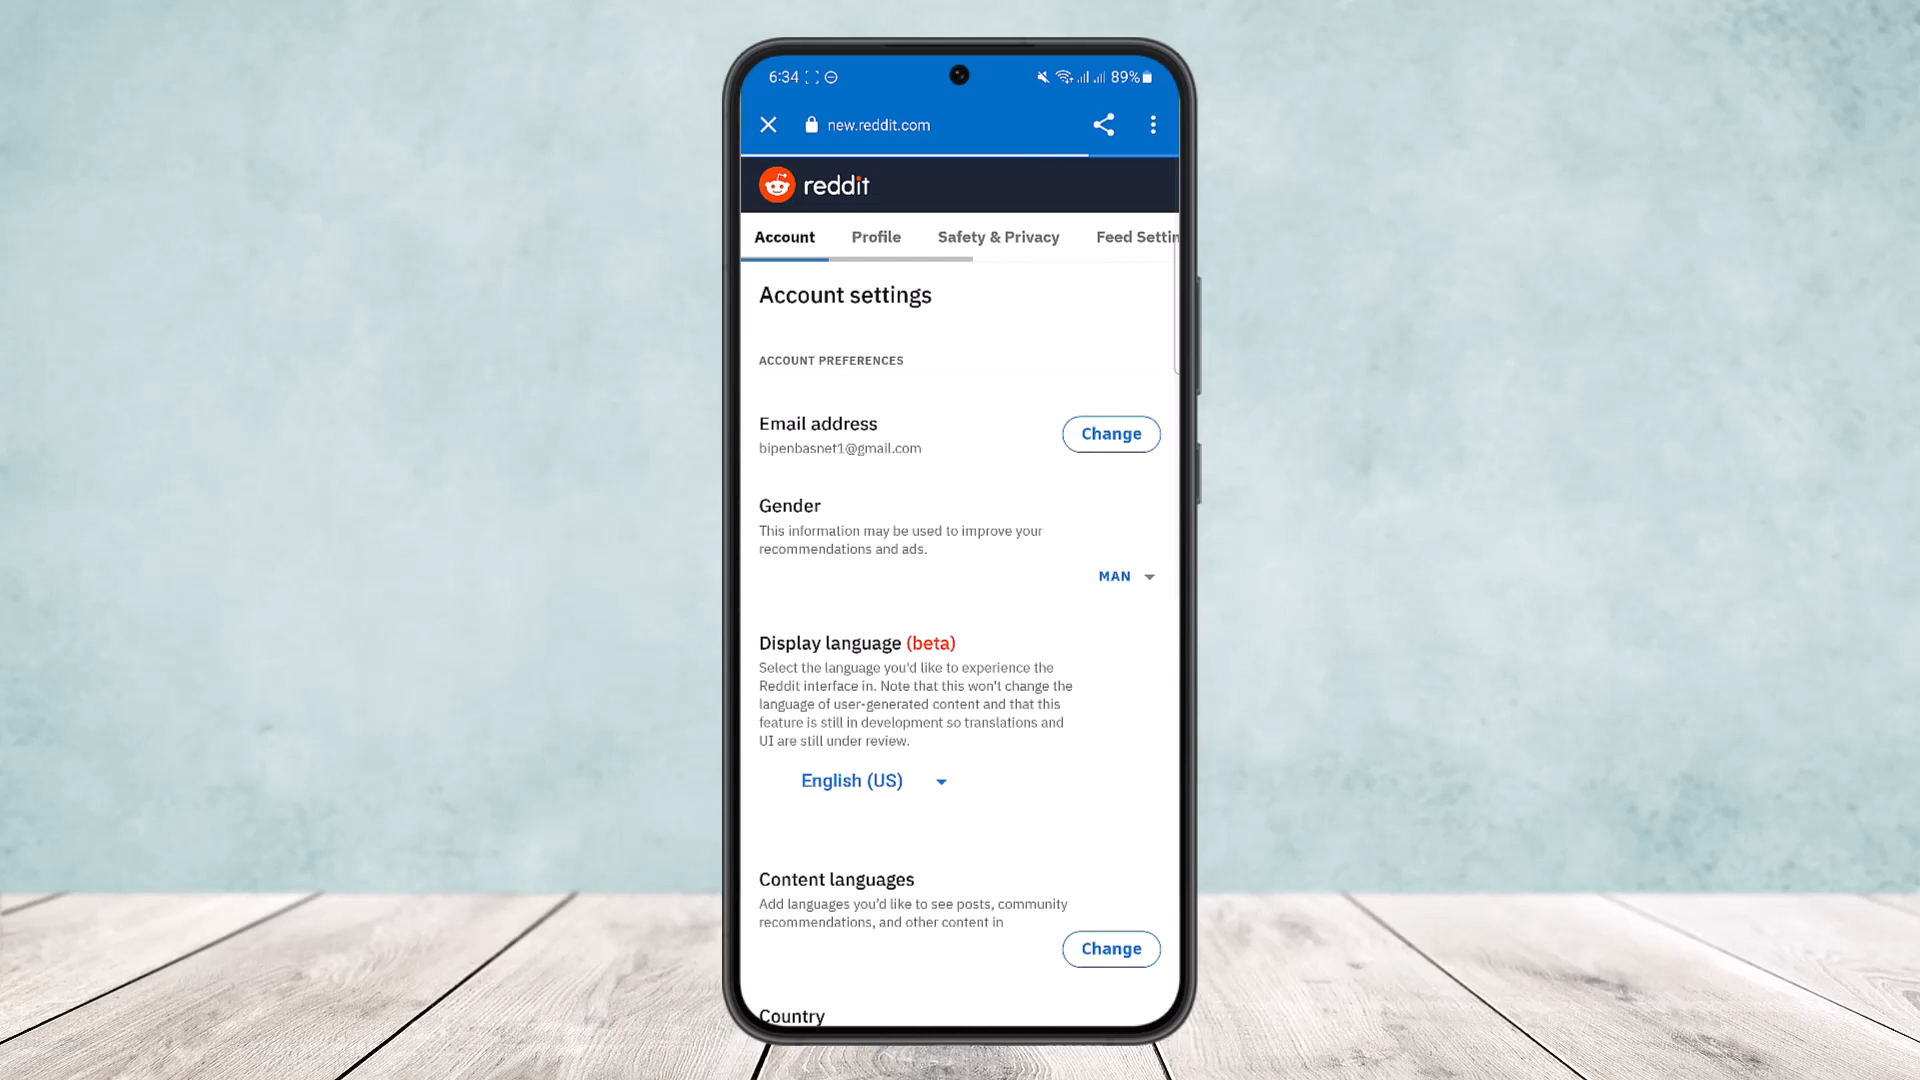 6:34
89%
new.reddit.com
reddit
Account Profile Safety & Privacy Feed Settin
Account settings
ACCOUNT PREFERENCES
Email address
bipenbasnet1@gmail.com
Change
Gender
This information may be used to improve your
recommendations and ads.
MAN
Display language (beta)
Select the language you'd like to experience the
Reddit interface in. Note that this won't change the
language of user-generated content and that this
feature is still in development so translations and
UI are still under review.
English (US)
Content languages
Add languages you'd like to see posts, community
recommendations, and other content in
Change
Country